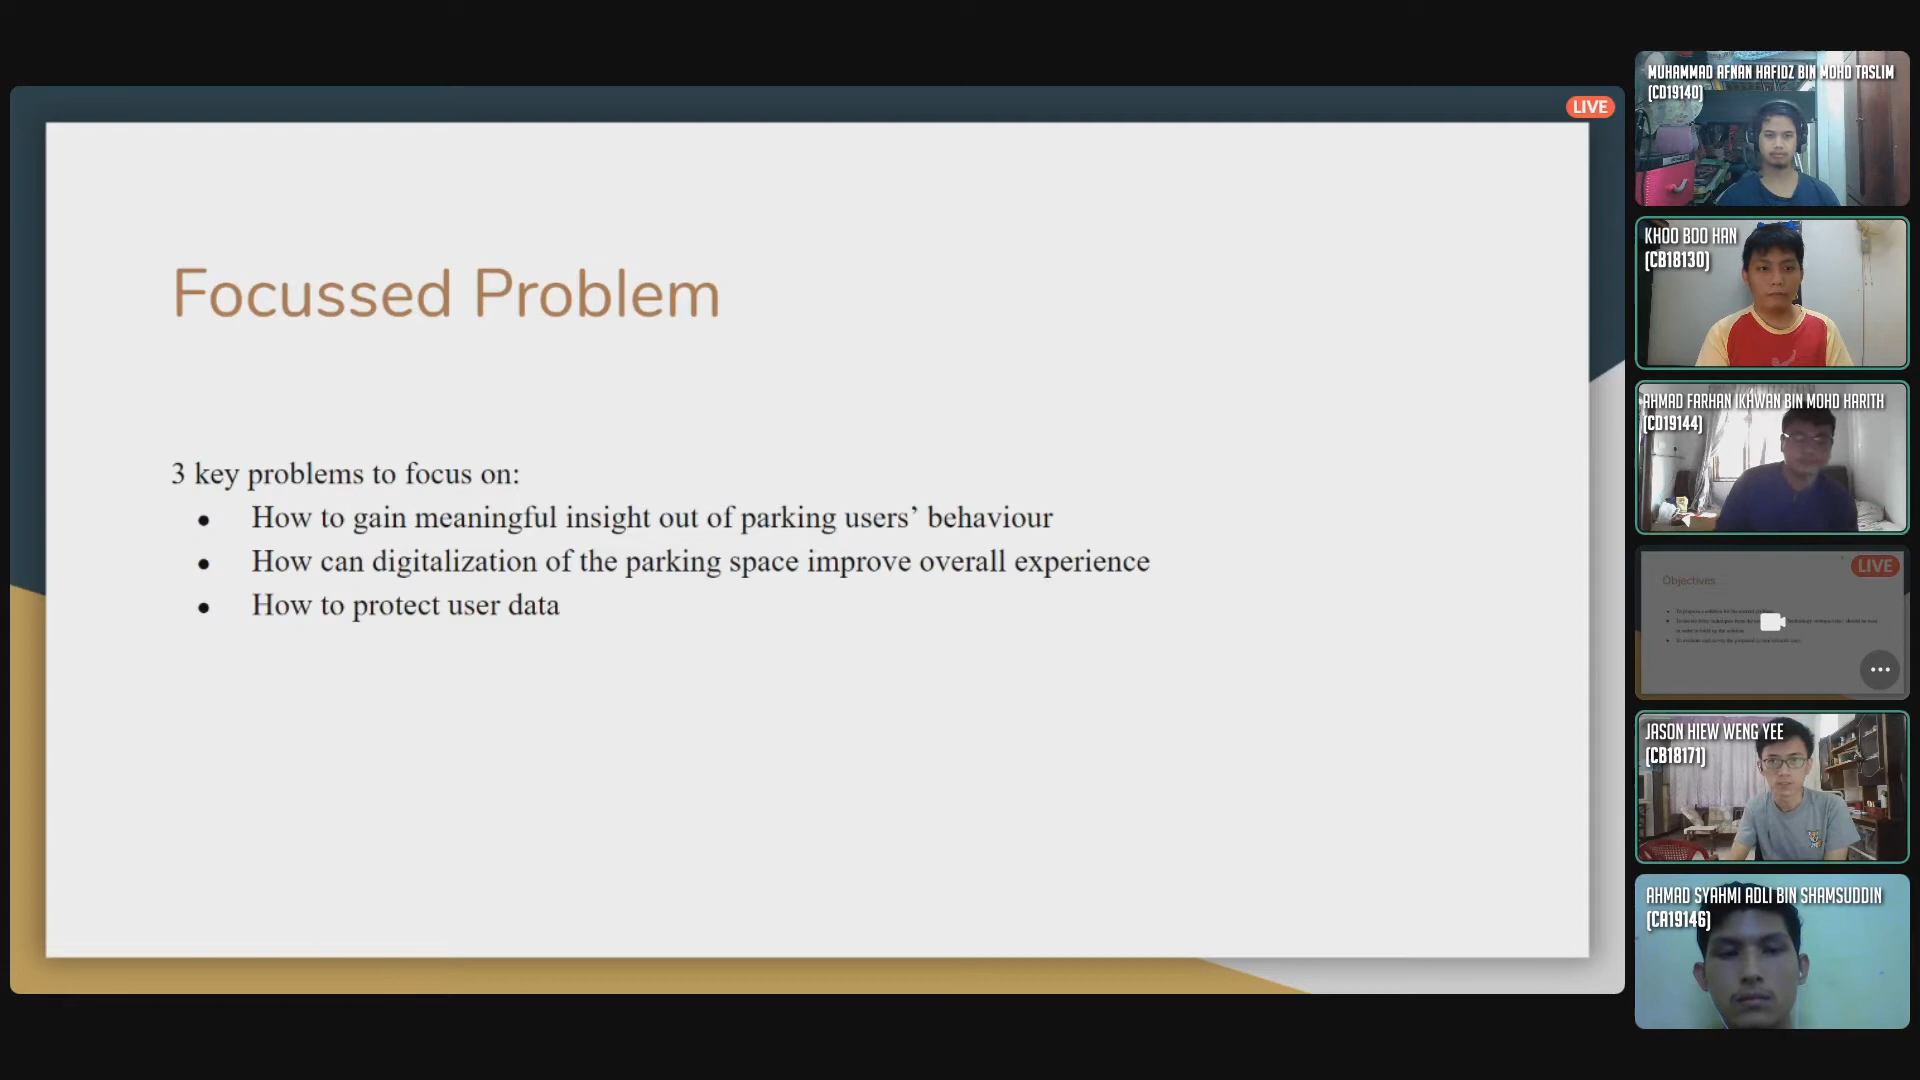 LIVE
Focussed Problem
3 key problems to focus on:
● How to gain meaningful insight out of parking users’ behaviour
● How can digitalization of the parking space improve overall experience
● How to protect user data
MUHAMMAD AFNAN HAFIDZ BIN MOHD TASLIM
(CD19140)
KHOO BOO HAN
(CB18130)
AHMAD FARHAN IKHWAN BIN MOHD HARITH
(CD19144)
LIVE
Objectives
JASON HIEW WENG YEE
(CB18171)
AHMAD SYAHMI ADLI BIN SHAMSUDDIN
(CA19146)